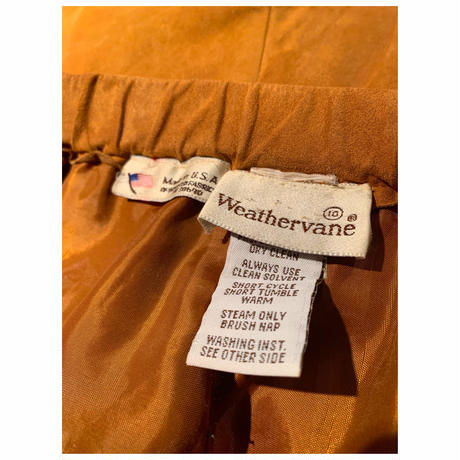 Made in U.S.A
Weathervane
10
®
DRY CLEAN
ALWAYS USE
CLEAN SOLVENT
SHORT CYCLE
SHORT TUMBLE
WARM
STEAM ONLY
BRUSH NAP
WASHING INST.
SEE OTHER SIDE